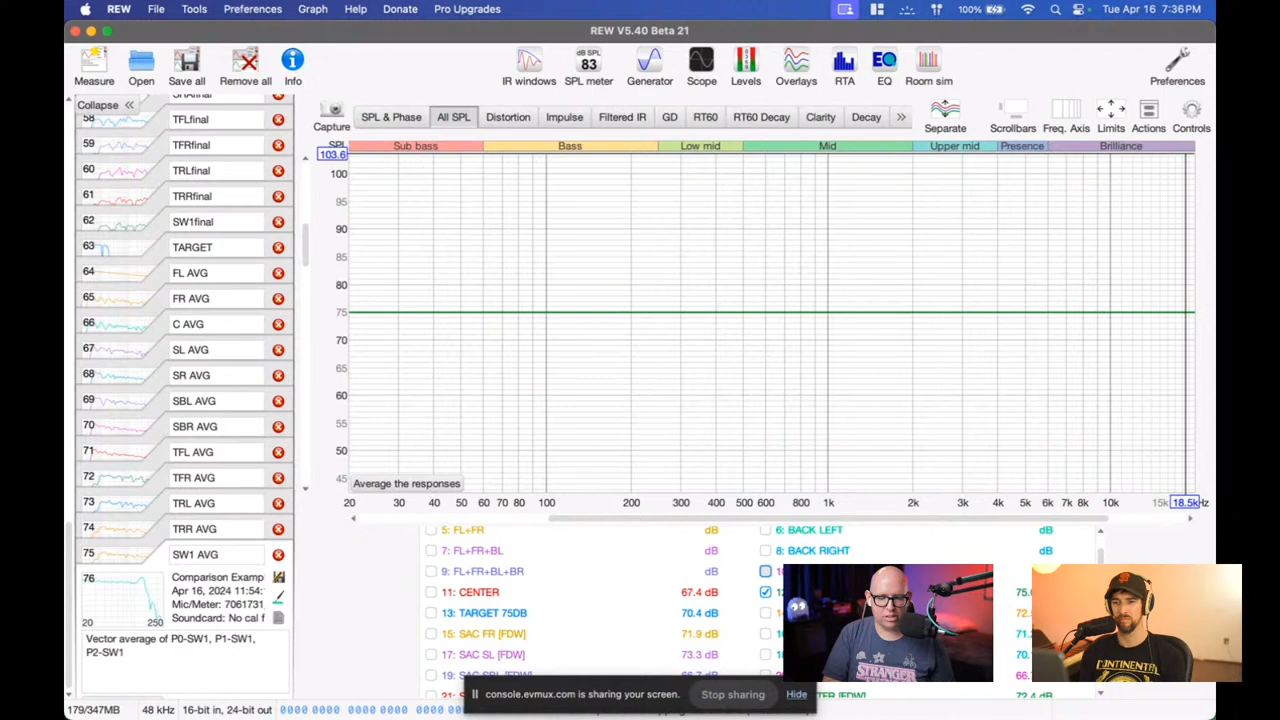 REW File Tools Preferences Graph Help Donate Pro Upgrades 100% Tue Apr 16 7:36 PM
REW V5.40 Beta 21
dB SPL
83
Measure Open Save all Remove all Info IR windows SPL meter Generator Scope Levels Overlays RTA EQ Room sim Preferences
Collapse
Capture SPL & Phase All SPL Distortion Impulse Filtered IR GD RT60 RT60 Decay Clarity Decay Separate Scrollbars Freq. Axis Limits Actions Controls
58 TFLfinal
59 TFRfinal
60 TRLfinal
61 TRRfinal
62 SW1final
63 TARGET
64 FL AVG
65 FR AVG
66 C AVG
67 SL AVG
68 SR AVG
69 SBL AVG
70 SBR AVG
71 TFL AVG
72 TFR AVG
73 TRL AVG
74 TRR AVG
75 SW1 AVG
76 Comparison Examp
Apr 16, 2024 11:54:
Mic/Meter: 7061731
20 250 Soundcard: No cal f
Vector average of P0-SW1, P1-SW1,
P2-SW1
SPL Sub bass Bass Low mid Mid Upper mid Presence Brilliance
103.6
100
95
90
85
80
75
70
65
60
55
50
45
Average the responses
20 30 40 50 60 70 80 100 200 300 400 500 600 800 1k 2k 3k 4k 5k 6k 7k 8k 10k 15k 18.5k Hz
5: FL+FR dB 6: BACK LEFT dB
7: FL+FR+BL dB 8: BACK RIGHT dB
9: FL+FR+BL+BR dB
11: CENTER 67.4 dB
13: TARGET 75DB 70.4 dB
15: SAC FR [FDW] 71.9 dB
17: SAC SL [FDW] 73.3 dB
console.evmux.com is sharing your screen. Stop sharing Hide
STRANGER
CONTINENTAL
179/347MB 48 kHz 16-bit in, 24-bit out 0000 0000 0000 0000